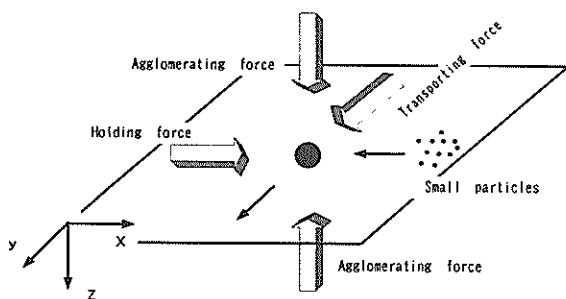 Agglomerating force
Transporting force
Holding force
Small particles
y
X
Z
Agglomerating force